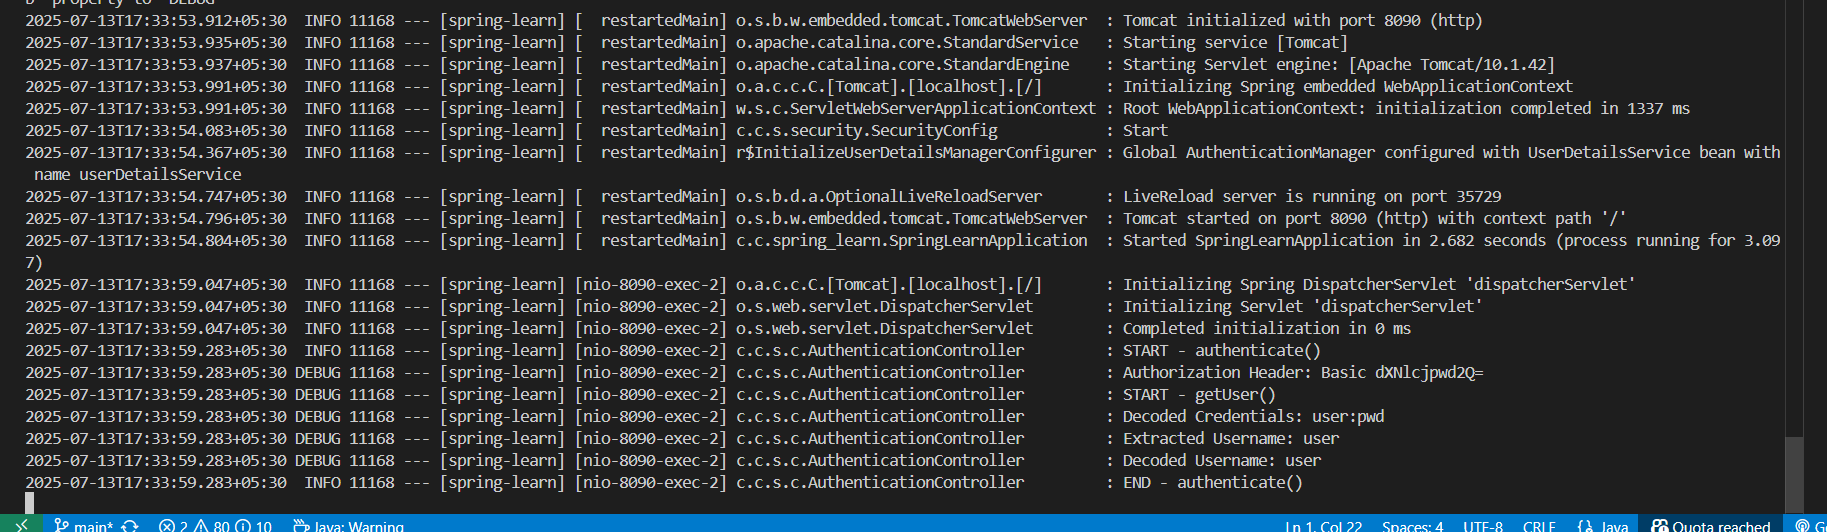 D' property to 'DEBUG'
2025-07-13T17:33:53.912+05:30  INFO 11168 --- [spring-learn] [  restartedMain] o.s.b.w.embedded.tomcat.TomcatWebServer  : Tomcat initialized with port 8090 (http)
2025-07-13T17:33:53.935+05:30  INFO 11168 --- [spring-learn] [  restartedMain] o.apache.catalina.core.StandardService   : Starting service [Tomcat]
2025-07-13T17:33:53.937+05:30  INFO 11168 --- [spring-learn] [  restartedMain] o.apache.catalina.core.StandardEngine    : Starting Servlet engine: [Apache Tomcat/10.1.42]
2025-07-13T17:33:53.991+05:30  INFO 11168 --- [spring-learn] [  restartedMain] o.a.c.c.C.[Tomcat].[localhost].[/]       : Initializing Spring embedded WebApplicationContext
2025-07-13T17:33:53.991+05:30  INFO 11168 --- [spring-learn] [  restartedMain] w.s.c.ServletWebServerApplicationContext : Root WebApplicationContext: initialization completed in 1337 ms
2025-07-13T17:33:54.083+05:30  INFO 11168 --- [spring-learn] [  restartedMain] c.c.s.security.SecurityConfig            : Start
2025-07-13T17:33:54.367+05:30  INFO 11168 --- [spring-learn] [  restartedMain] r$InitializeUserDetailsManagerConfigurer : Global AuthenticationManager configured with UserDetailsService bean with
 name userDetailsService
2025-07-13T17:33:54.747+05:30  INFO 11168 --- [spring-learn] [  restartedMain] o.s.b.d.a.OptionalLiveReloadServer       : LiveReload server is running on port 35729
2025-07-13T17:33:54.796+05:30  INFO 11168 --- [spring-learn] [  restartedMain] o.s.b.w.embedded.tomcat.TomcatWebServer  : Tomcat started on port 8090 (http) with context path '/'
2025-07-13T17:33:54.804+05:30  INFO 11168 --- [spring-learn] [  restartedMain] c.c.spring_learn.SpringLearnApplication  : Started SpringLearnApplication in 2.682 seconds (process running for 3.09
7)
2025-07-13T17:33:59.047+05:30  INFO 11168 --- [spring-learn] [nio-8090-exec-2] o.a.c.c.C.[Tomcat].[localhost].[/]       : Initializing Spring DispatcherServlet 'dispatcherServlet'
2025-07-13T17:33:59.047+05:30  INFO 11168 --- [spring-learn] [nio-8090-exec-2] o.s.web.servlet.DispatcherServlet        : Initializing Servlet 'dispatcherServlet'
2025-07-13T17:33:59.047+05:30  INFO 11168 --- [spring-learn] [nio-8090-exec-2] o.s.web.servlet.DispatcherServlet        : Completed initialization in 0 ms
2025-07-13T17:33:59.283+05:30  INFO 11168 --- [spring-learn] [nio-8090-exec-2] c.c.s.c.AuthenticationController         : START - authenticate()
2025-07-13T17:33:59.283+05:30 DEBUG 11168 --- [spring-learn] [nio-8090-exec-2] c.c.s.c.AuthenticationController         : Authorization Header: Basic dXNlcjpwd2Q=
2025-07-13T17:33:59.283+05:30 DEBUG 11168 --- [spring-learn] [nio-8090-exec-2] c.c.s.c.AuthenticationController         : START - getUser()
2025-07-13T17:33:59.283+05:30 DEBUG 11168 --- [spring-learn] [nio-8090-exec-2] c.c.s.c.AuthenticationController         : Decoded Credentials: user:pwd
2025-07-13T17:33:59.283+05:30 DEBUG 11168 --- [spring-learn] [nio-8090-exec-2] c.c.s.c.AuthenticationController         : Extracted Username: user
2025-07-13T17:33:59.283+05:30 DEBUG 11168 --- [spring-learn] [nio-8090-exec-2] c.c.s.c.AuthenticationController         : Decoded Username: user
2025-07-13T17:33:59.283+05:30  INFO 11168 --- [spring-learn] [nio-8090-exec-2] c.c.s.c.AuthenticationController         : END - authenticate()
main* 2 80 10 Java: Warning Ln 1, Col 22 Spaces: 4 UTF-8 CRLF {} Java Quota reached